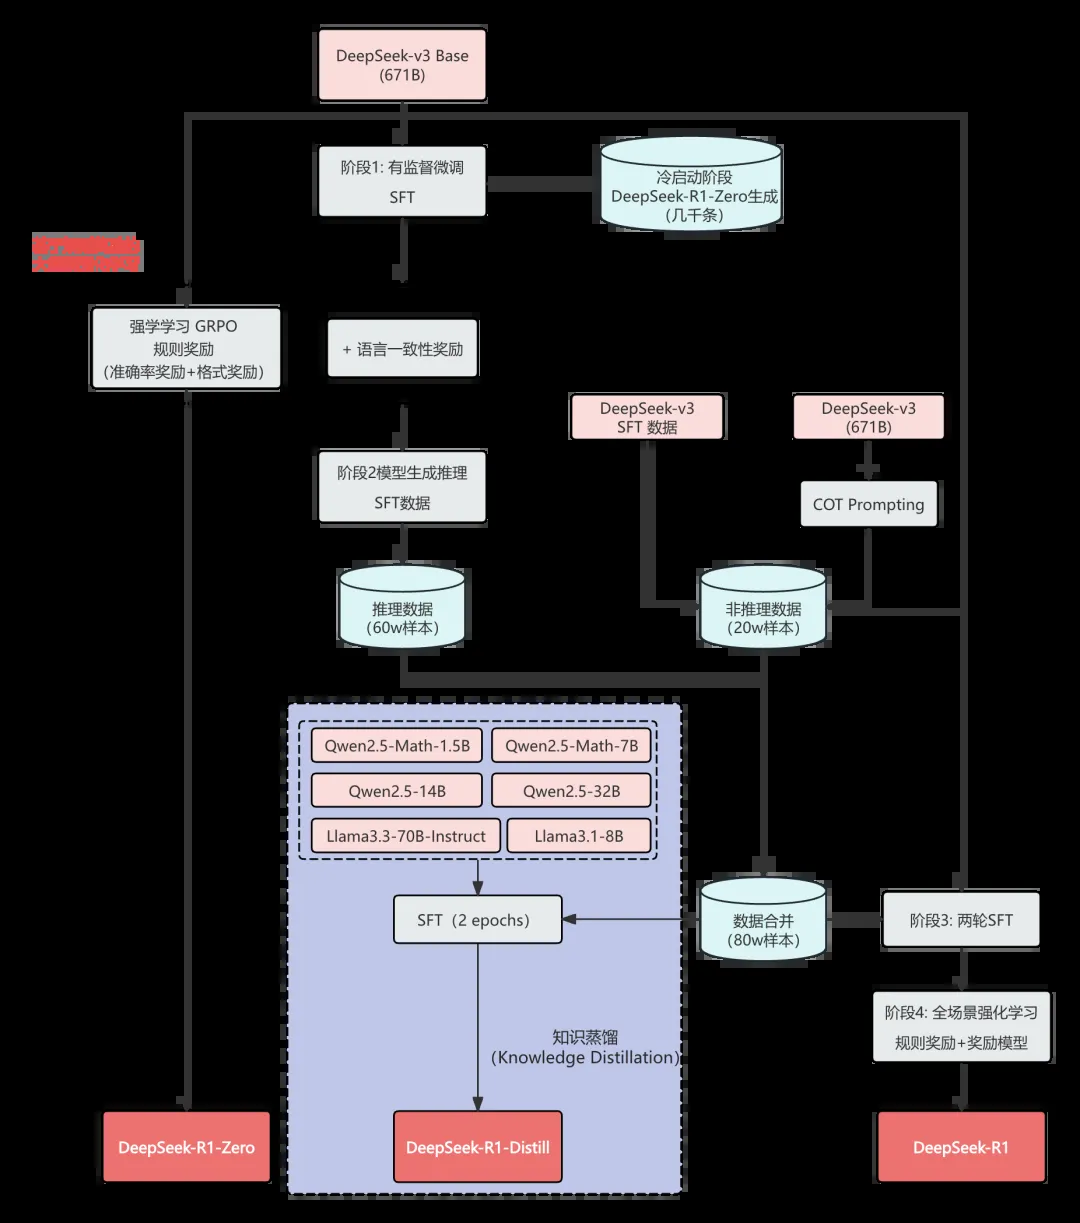 DeepSeek-v3 Base
(671B)
阶段1: 有监督微调
SFT
冷启动阶段
DeepSeek-R1-Zero生成
（几千条）
强学学习 GRPO
规则奖励
（准确率奖励+格式奖励）
+ 语言一致性奖励
DeepSeek-v3
SFT 数据
DeepSeek-v3
(671B)
COT Prompting
阶段2模型生成推理
SFT数据
推理数据
（60w样本）
非推理数据
（20w样本）
Qwen2.5-Math-1.5B
Qwen2.5-Math-7B
Qwen2.5-14B
Qwen2.5-32B
Llama3.3-70B-Instruct
Llama3.1-8B
SFT（2 epochs）
数据合并
（80w样本）
阶段3: 两轮SFT
阶段4: 全场景强化学习
规则奖励+奖励模型
知识蒸馏
（Knowledge Distillation）
DeepSeek-R1-Zero
DeepSeek-R1-Distill
DeepSeek-R1